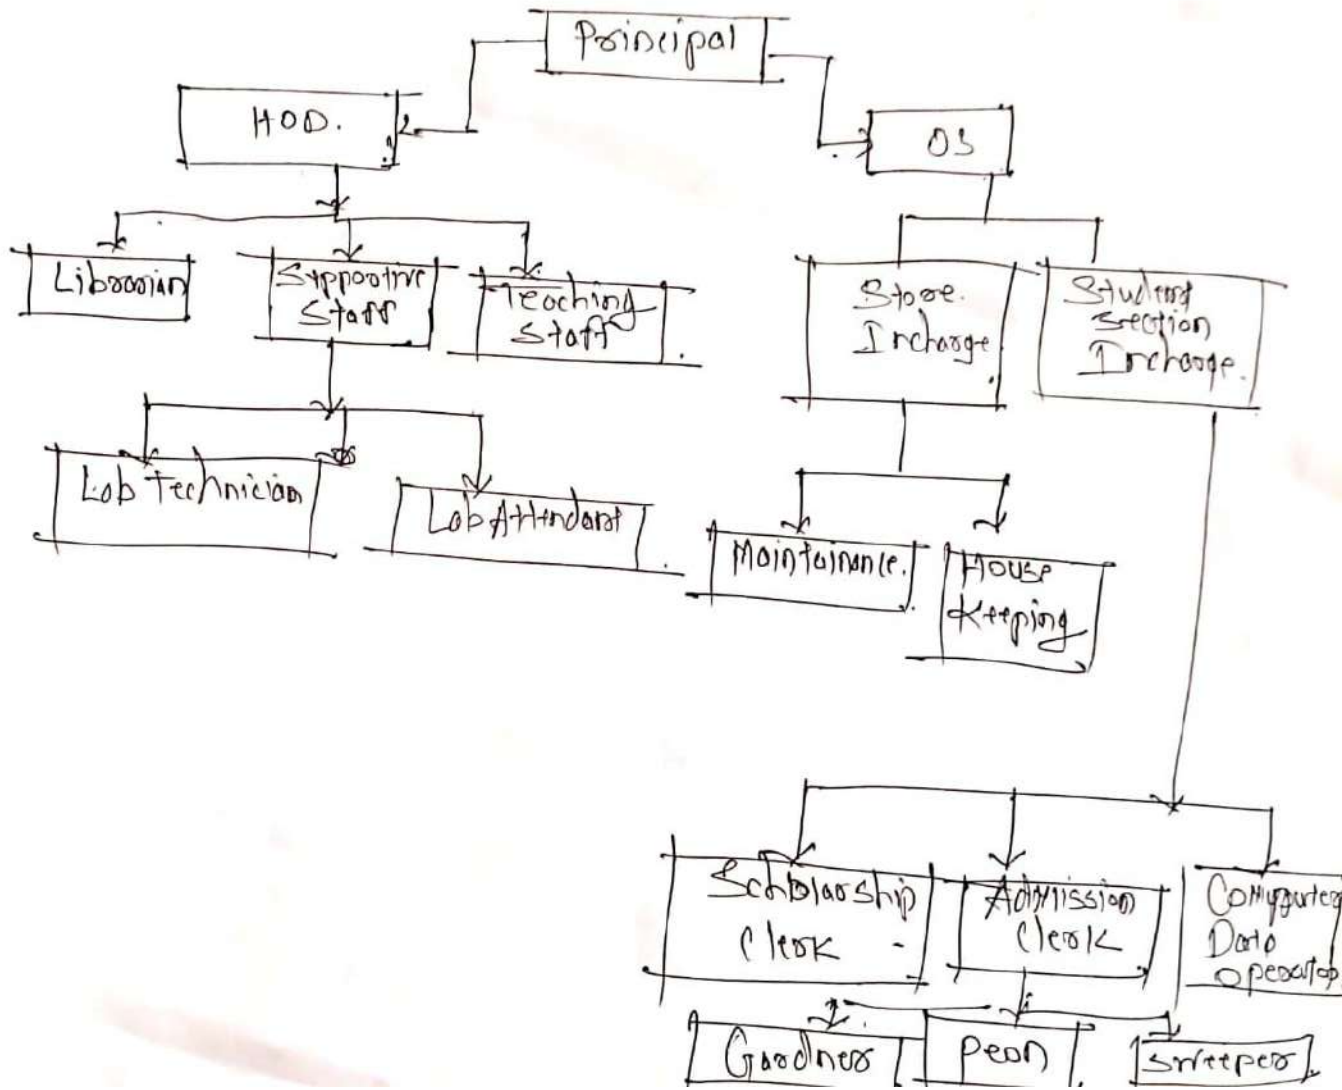 Principal
HOD.
OS
Librarian
Supportive
Staff
Teaching
Staff
Store.
Incharge.
Student
Section
Incharge.
Lab Technician
Lab Attendant
Maintainance.
House
Keeping
Scholarship
Clerk
Admission
Clerk
Computer
Data
Operator
Gardner
Peon
Sweeper